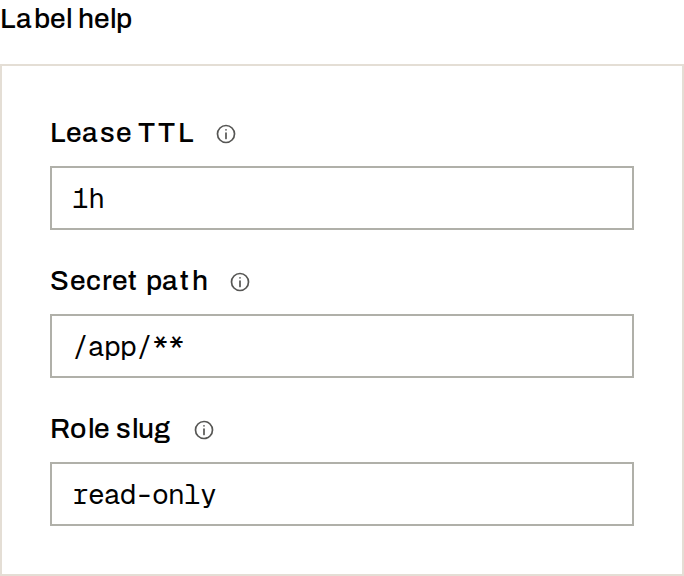 Label help
Lease TTL
1h
Secret path
/app/**
Role slug
read-only